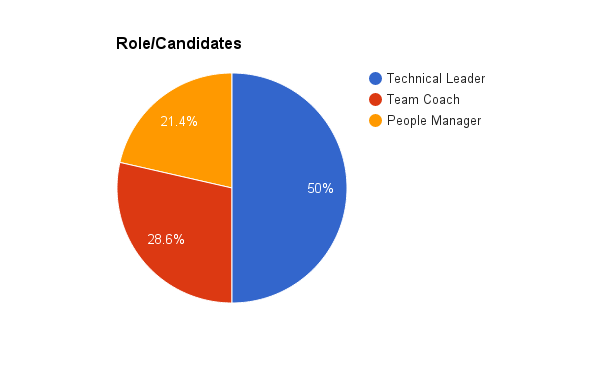 Role/Candidates
Technical Leader
Team Coach
People Manager
21.4%
50%
28.6%